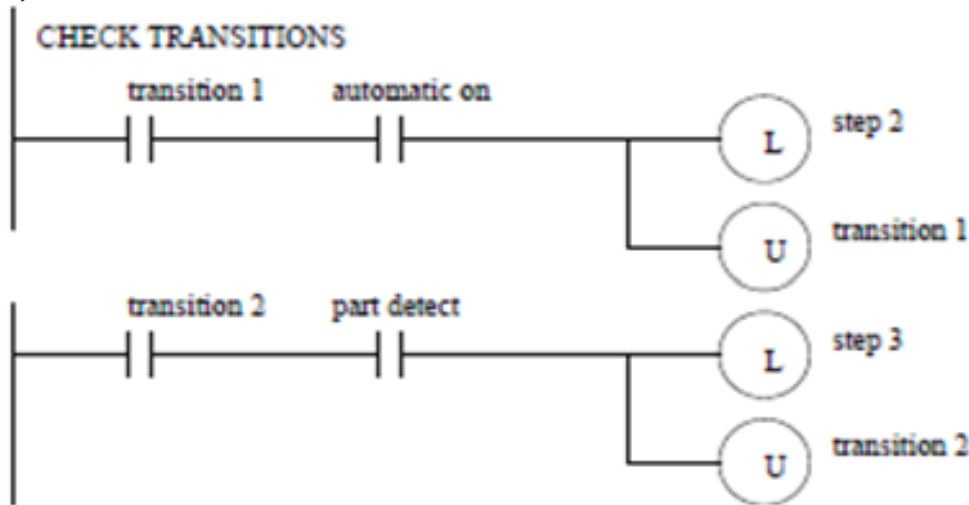 CHECK TRANSITIONS
transition 1 automatic on
L step 2
U transition 1
transition 2 part detect
L step 3
U transition 2